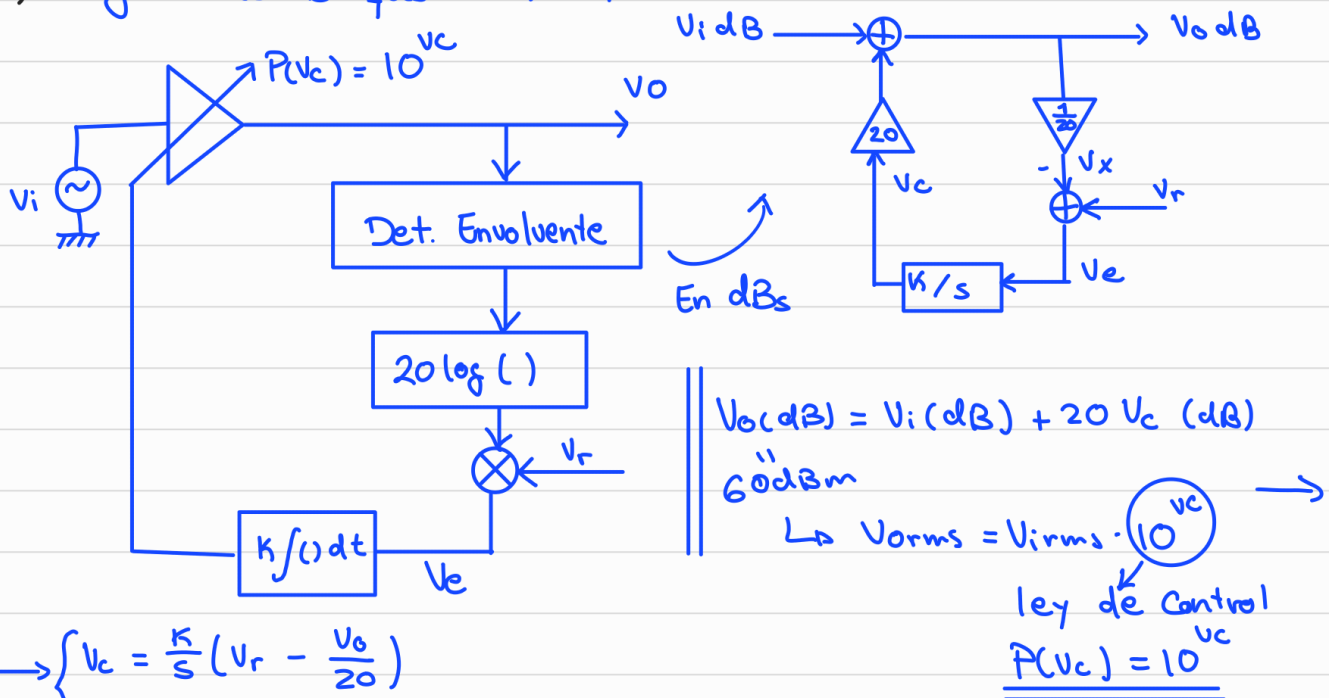 P(Vc) = 10^Vc
Vo
Vi
Det. Envolvente
20 log ( )
Vr
K∫()dt
Ve
En dBs
Vi dB
Vo dB
20
1/20
Vc
- Vx
Vr
K/s
Ve
Vo(dB) = Vi(dB) + 20 Vc (dB)
60dBm
Vorms = Virms · 10^Vc
ley de control
P(Vc) = 10^Vc
{ Vc = K/s (Vr - Vo/20)